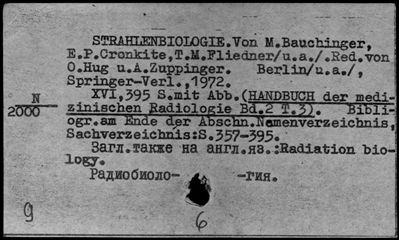 STRAHLENBIOLOGIE. Von M.Bauchinger,
E.P.Cronkite,T.M.Fliedner/u.a./.Red.von
O.Hug u.A.Zuppinger. Berlin/u.a./,
Springer-Verl.,1972.
XVI,395 S.mit Abb.(HANDBUCH der medi-
zinischen Radiologie Bd.2 T.3). Bibli-
ogr.am Ende der Abschn.Namenverzeichnis,
Sachverzeichnis:S.357-395.
Загл.также на англ.яз.:Radiation bio-
logy.
Радиобиоло- -гия.
N
2000
9
6